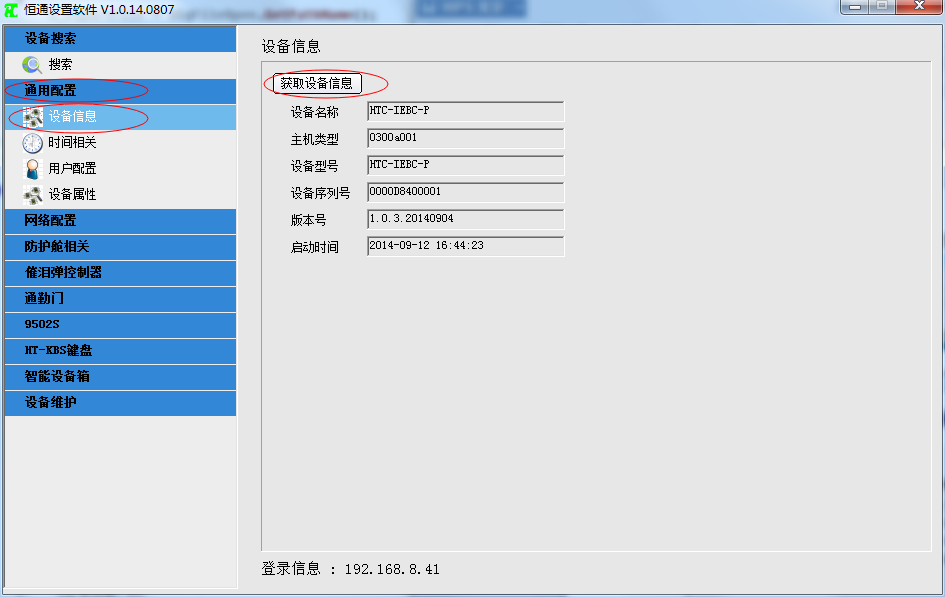 恒通设置软件 V1.0.14.0807
设备搜索
搜索
通用配置
设备信息
时间相关
用户配置
设备属性
网络配置
防护舱相关
催泪弹控制器
通勤门
9502S
HT-KBS键盘
智能设备箱
设备维护
设备信息
获取设备信息
设备名称 HTC-IEBC-P
主机类型 0300a001
设备型号 HTC-IEBC-P
设备序列号 0000D8400001
版本号 1.0.3.20140904
启动时间 2014-09-12 16:44:23
登录信息 : 192.168.8.41